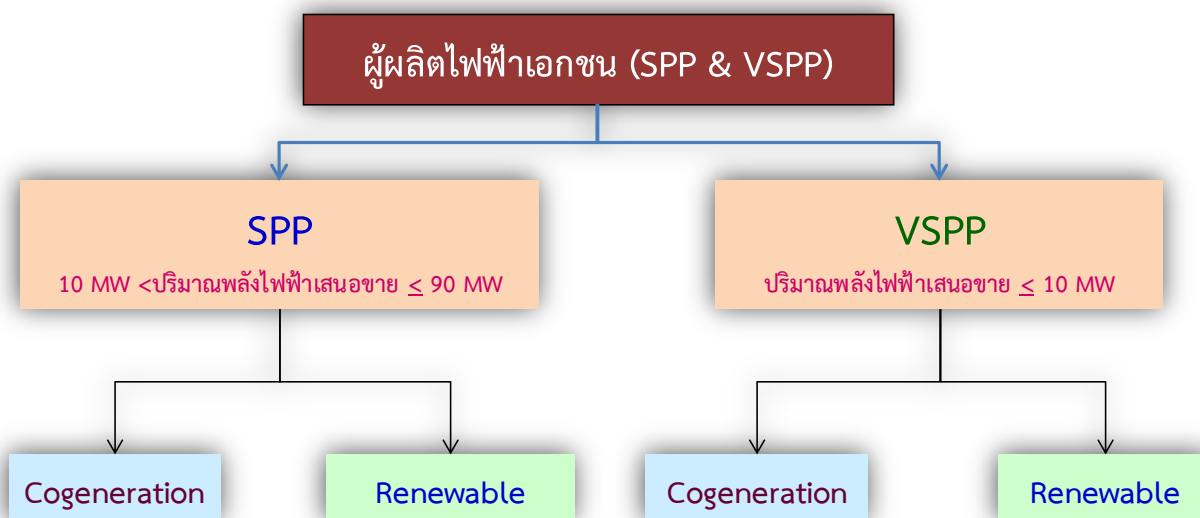 ผู้ผลิตไฟฟ้าเอกชน (SPP & VSPP)
SPP
10 MW <ปริมาณพลังไฟฟ้าเสนอขาย ≤ 90 MW
VSPP
ปริมาณพลังไฟฟ้าเสนอขาย ≤ 10 MW
Cogeneration
Renewable
Cogeneration
Renewable